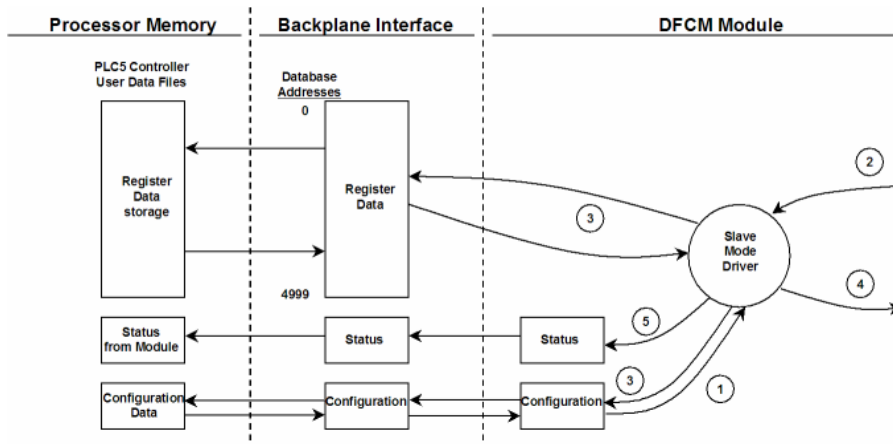 Processor Memory
Backplane Interface
DFCM Module
PLC5 Controller
User Data Files
Database
Addresses
0
Register
Data
storage
Register
Data
3
2
Slave
Mode
Driver
4
4999
Status
from Module
Status
Status
5
Configuration
Data
Configuration
Configuration
3
1